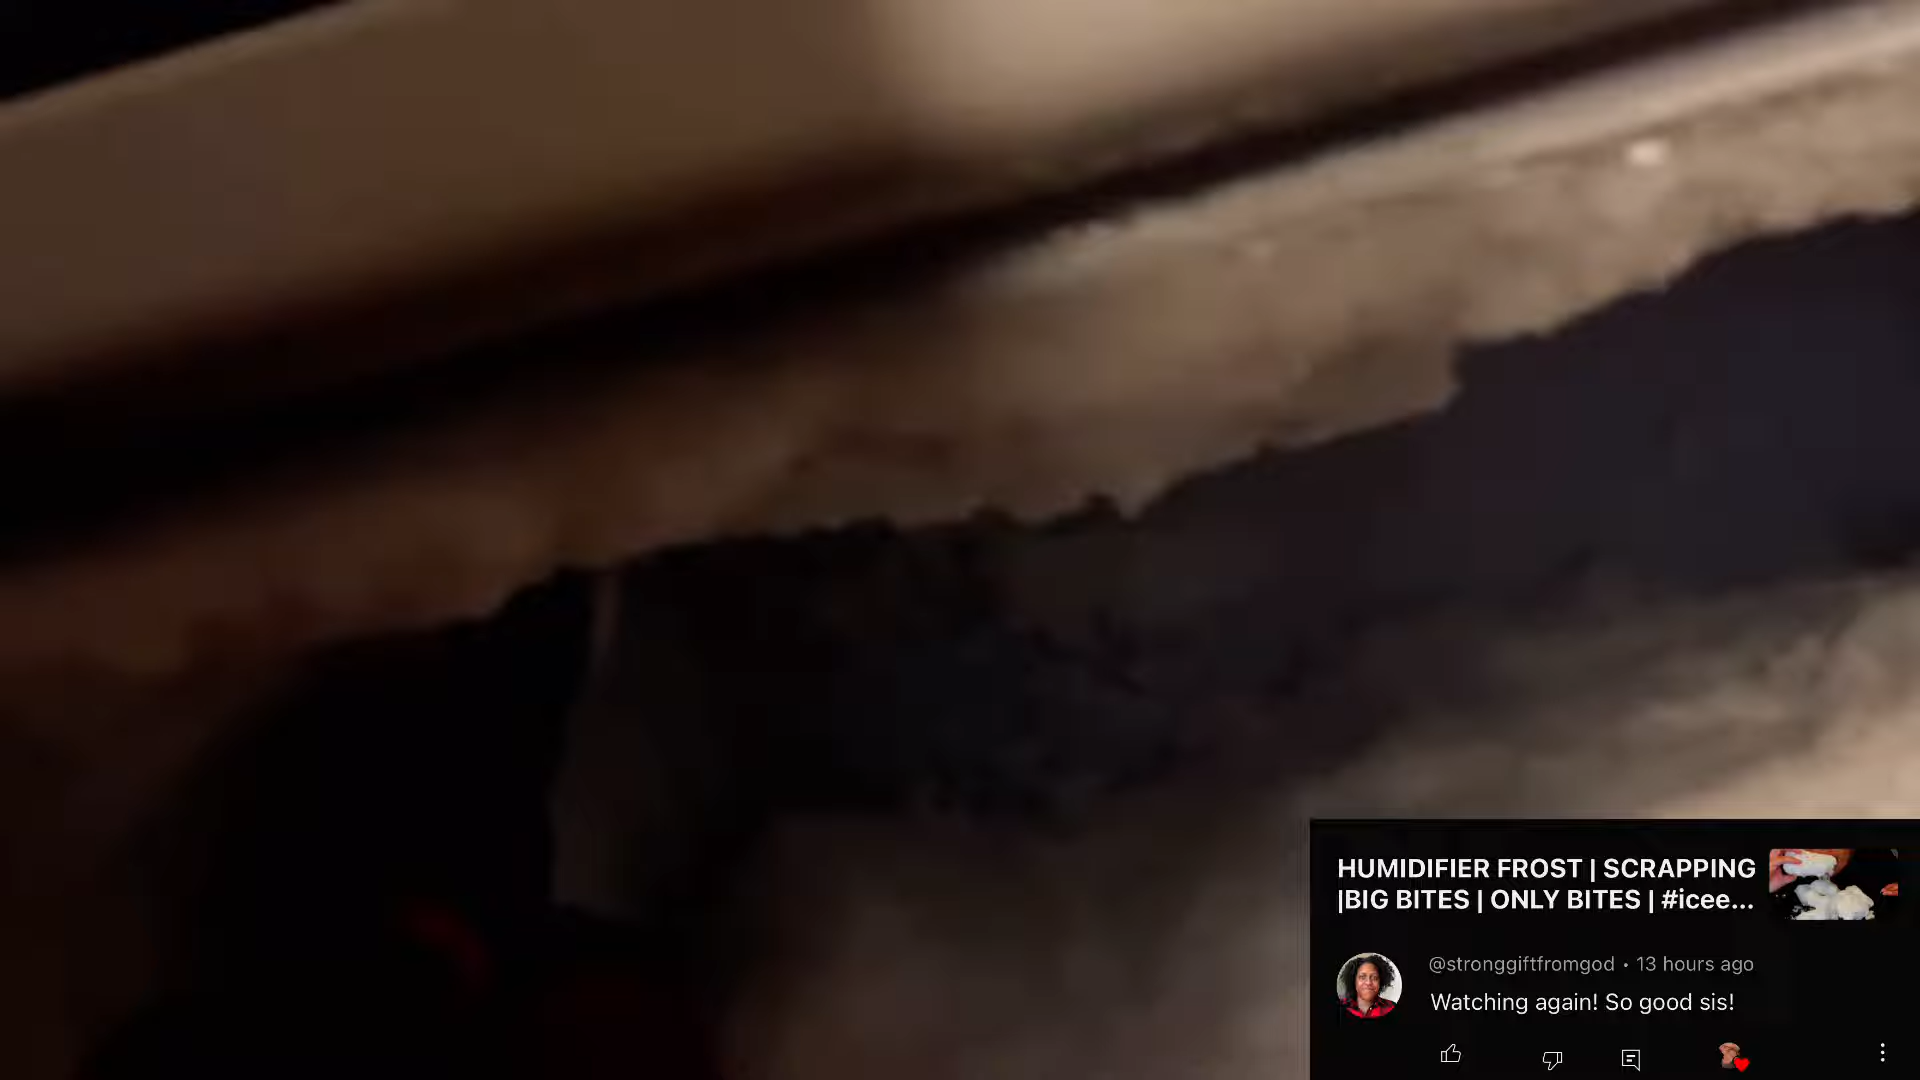 HUMIDIFIER FROST | SCRAPPING
|BIG BITES | ONLY BITES | #icee...
@stronggiftfromgod • 13 hours ago
Watching again! So good sis!